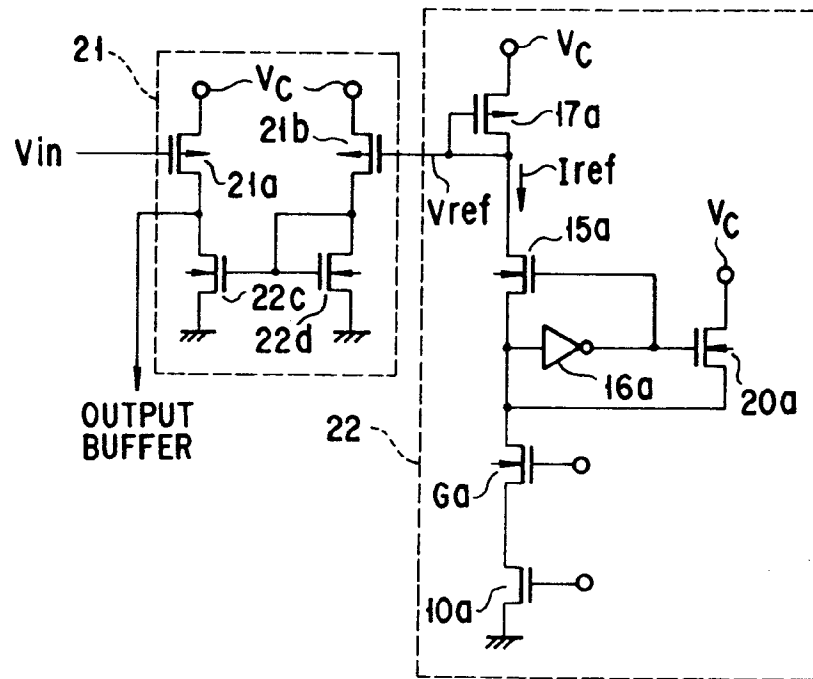 21
VC
VC
21b
17a
Vin
21a
Vref
Iref
15a
VC
22c
22d
16a
20a
OUTPUT
BUFFER
22
Ga
10a